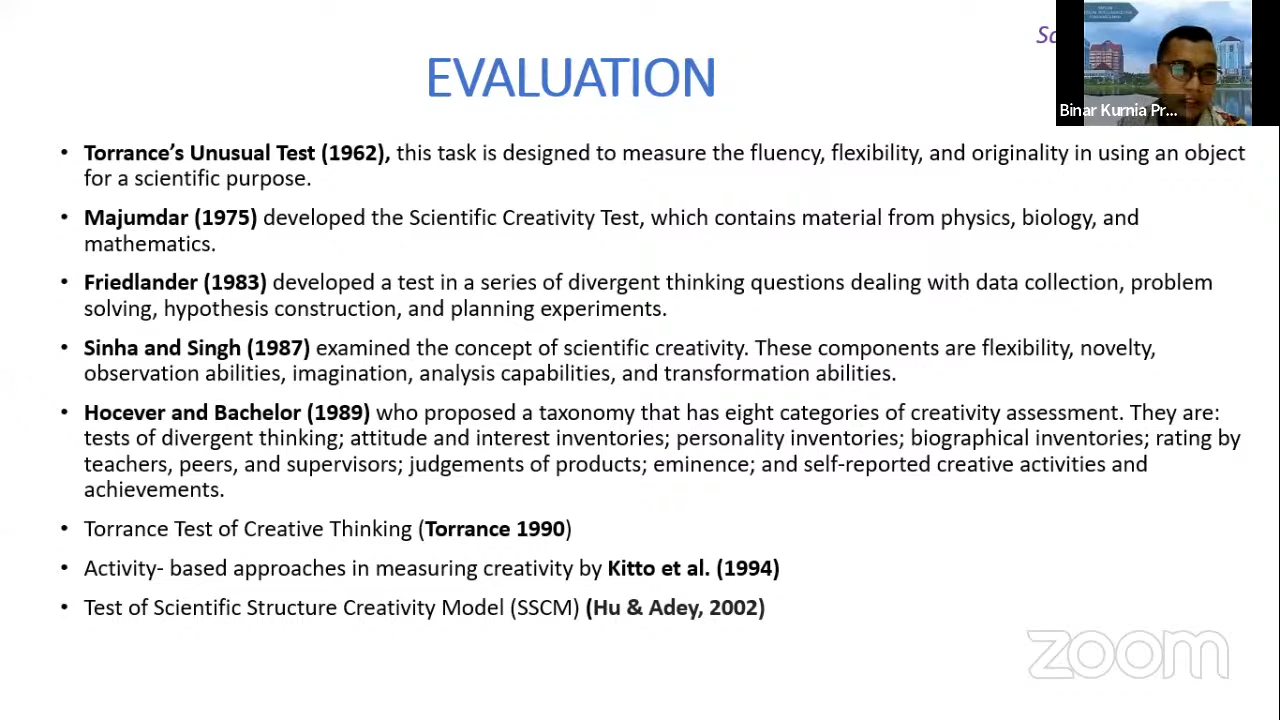 EVALUATION
Binar Kurnia Pr...
• Torrance's Unusual Test (1962), this task is designed to measure the fluency, flexibility, and originality in using an object
for a scientific purpose.
• Majumdar (1975) developed the Scientific Creativity Test, which contains material from physics, biology, and
mathematics.
• Friedlander (1983) developed a test in a series of divergent thinking questions dealing with data collection, problem
solving, hypothesis construction, and planning experiments.
• Sinha and Singh (1987) examined the concept of scientific creativity. These components are flexibility, novelty,
observation abilities, imagination, analysis capabilities, and transformation abilities.
• Hocever and Bachelor (1989) who proposed a taxonomy that has eight categories of creativity assessment. They are:
tests of divergent thinking; attitude and interest inventories; personality inventories; biographical inventories; rating by
teachers, peers, and supervisors; judgements of products; eminence; and self-reported creative activities and
achievements.
• Torrance Test of Creative Thinking (Torrance 1990)
• Activity- based approaches in measuring creativity by Kitto et al. (1994)
• Test of Scientific Structure Creativity Model (SSCM) (Hu & Adey, 2002)
zoom